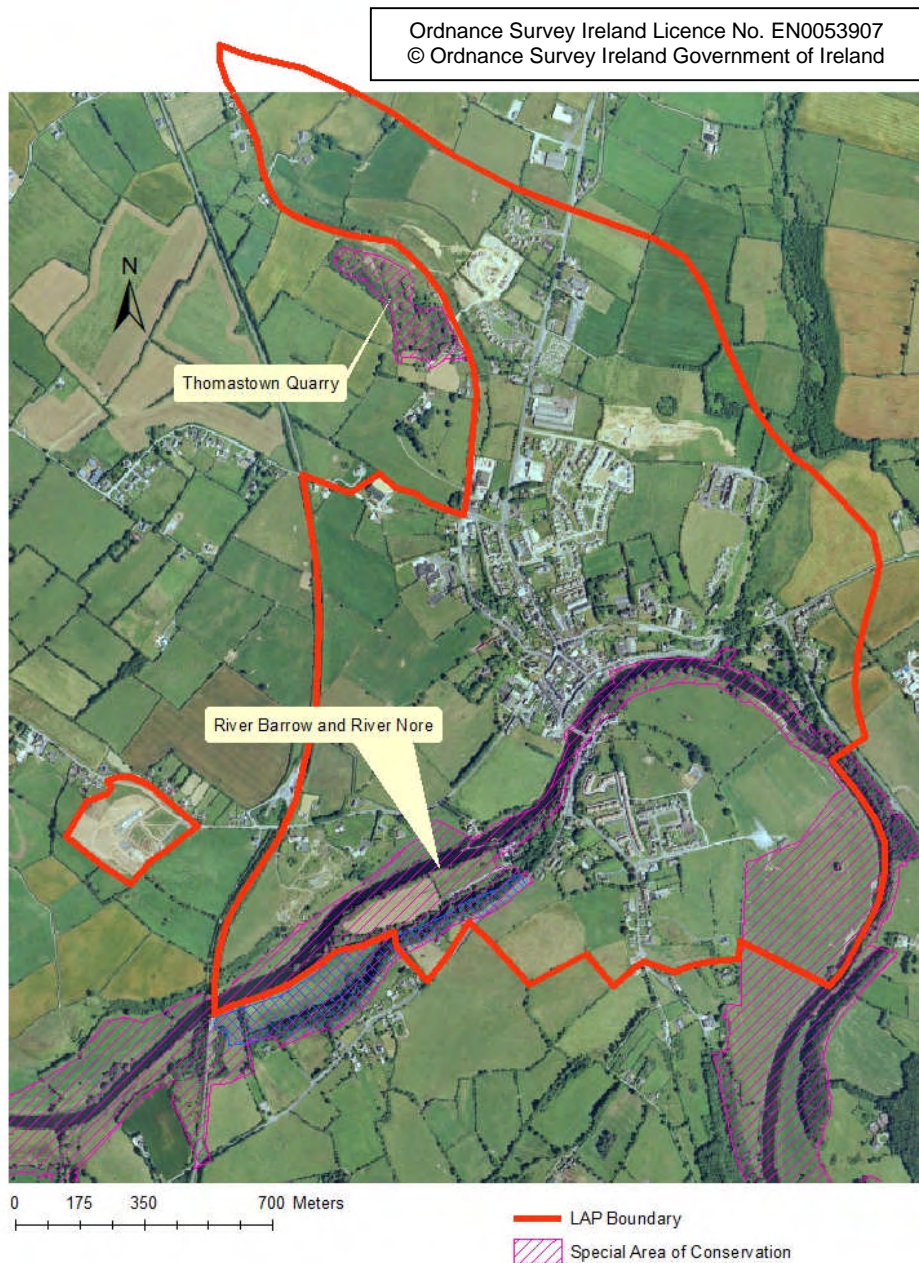 Ordnance Survey Ireland Licence No. EN0053907
© Ordnance Survey Ireland Government of Ireland
N
Thomastown Quarry
River Barrow and River Nore
0 175 350 700 Meters
LAP Boundary
Special Area of Conservation